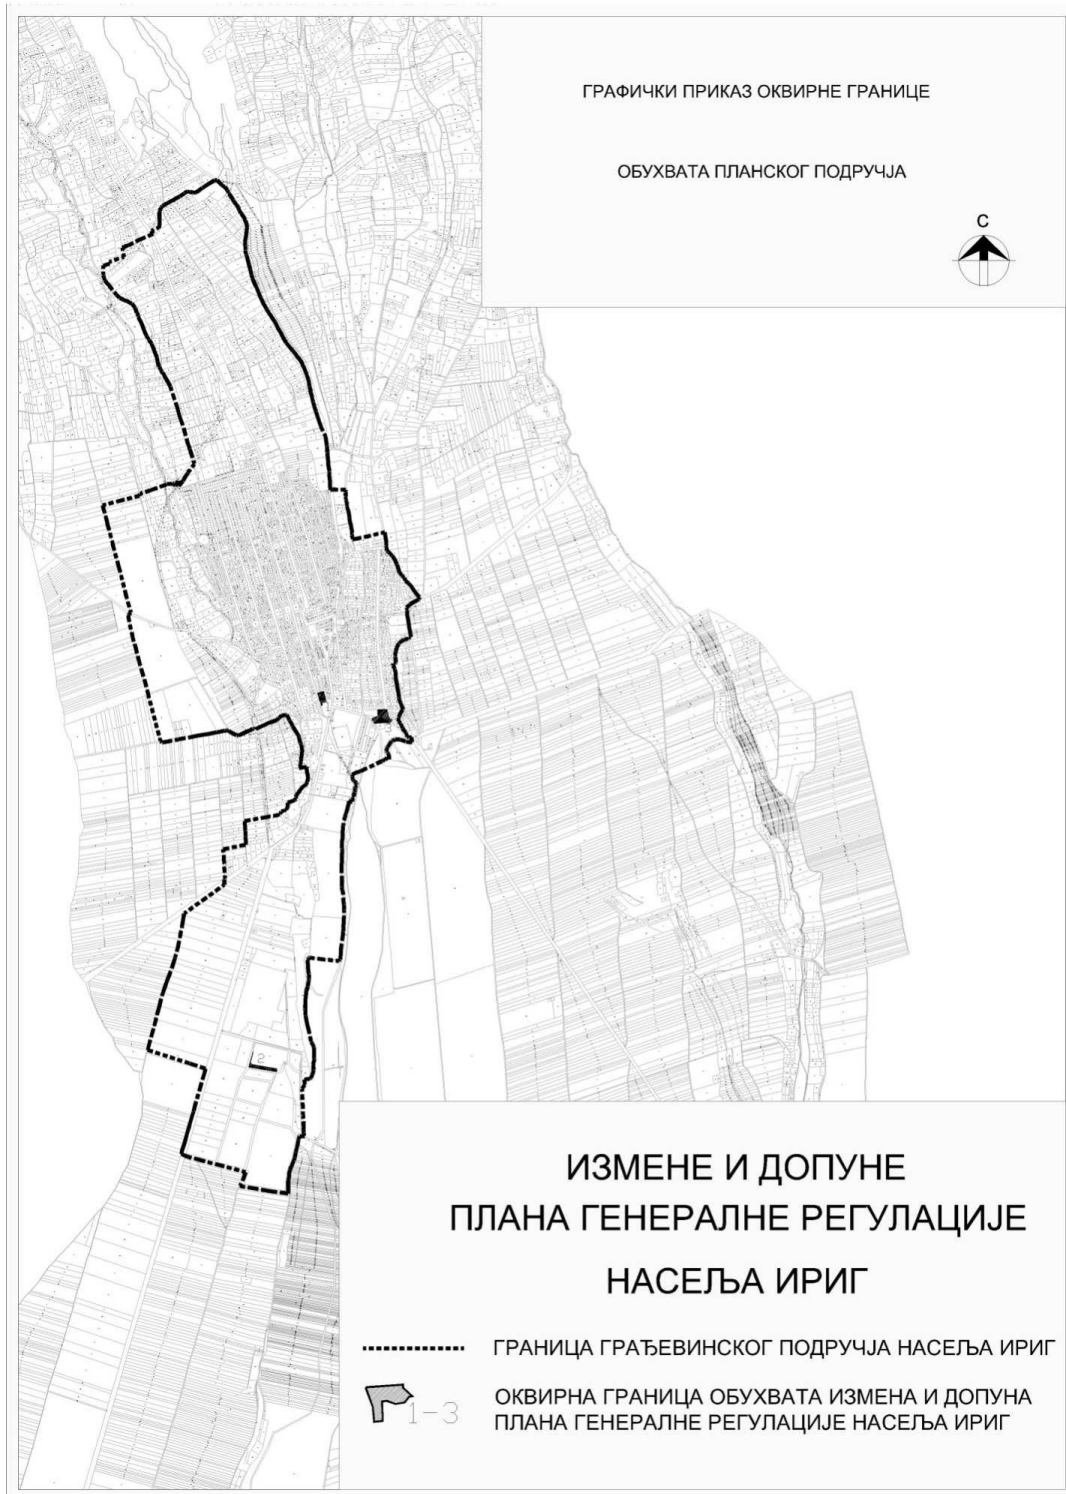 ГРАФИЧКИ ПРИКАЗ ОКВИРНЕ ГРАНИЦЕ
ОБУХВАТА ПЛАНСКОГ ПОДРУЧЈА
С
2
ИЗМЕНЕ И ДОПУНЕ
ПЛАНА ГЕНЕРАЛНЕ РЕГУЛАЦИЈЕ
НАСЕЉА ИРИГ
ГРАНИЦА ГРАЂЕВИНСКОГ ПОДРУЧЈА НАСЕЉА ИРИГ
1-3
ОКВИРНА ГРАНИЦА ОБУХВАТА ИЗМЕНА И ДОПУНА
ПЛАНА ГЕНЕРАЛНЕ РЕГУЛАЦИЈЕ НАСЕЉА ИРИГ